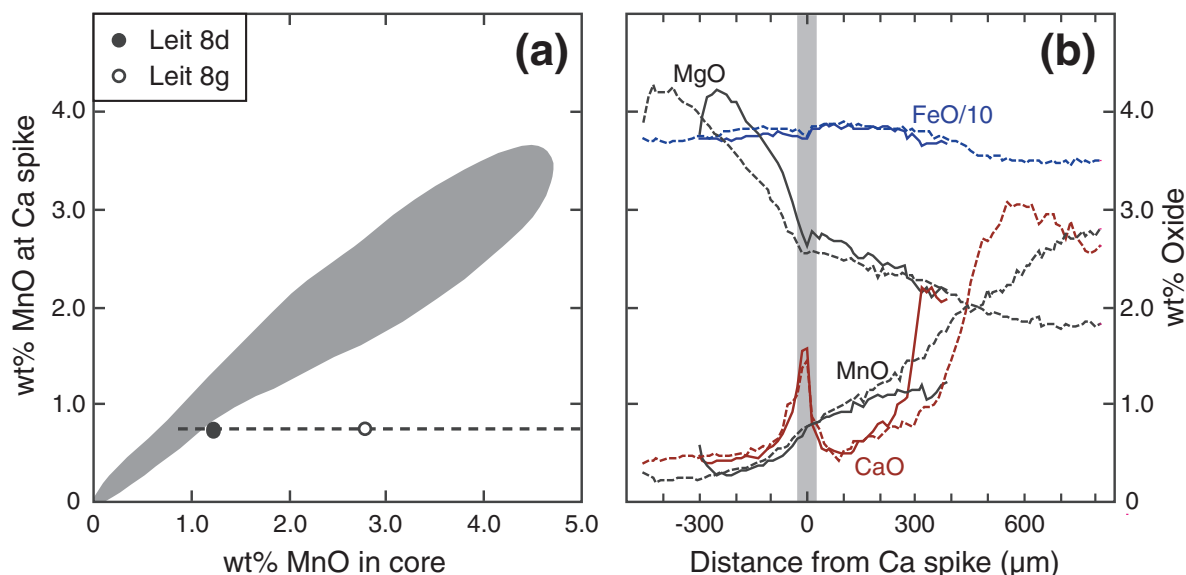 (a)
Leit 8d
Leit 8g
wt% MnO at Ca spike
4.0
3.0
2.0
1.0
0
0
1.0
2.0
3.0
4.0
5.0
wt% MnO in core
(b)
MgO
FeO/10
MnO
CaO
4.0
3.0
2.0
1.0
0
wt% Oxide
-300
0
300
600
Distance from Ca spike (µm)